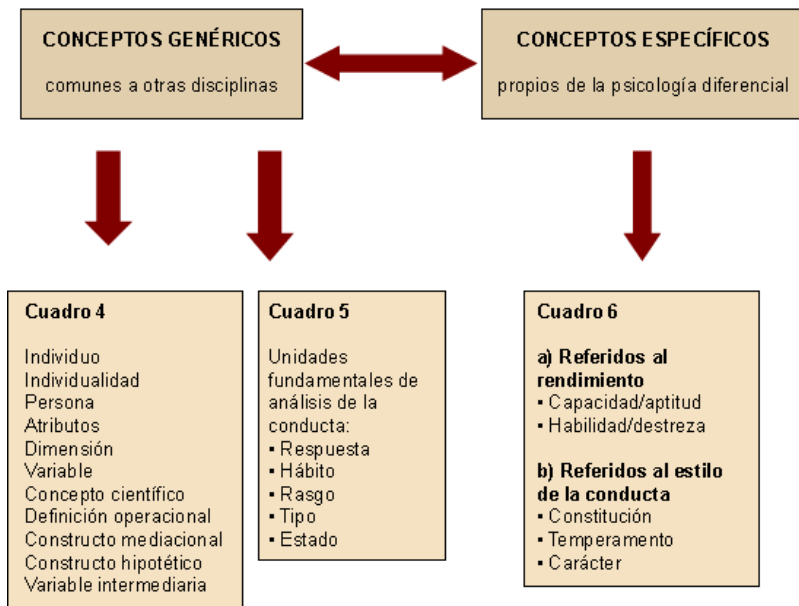 CONCEPTOS GENÉRICOS
comunes a otras disciplinas
CONCEPTOS ESPECÍFICOS
propios de la psicología diferencial
Cuadro 4
Individuo
Individualidad
Persona
Atributos
Dimensión
Variable
Concepto científico
Definición operacional
Constructo mediacional
Constructo hipotético
Variable intermediaria
Cuadro 5
Unidades
fundamentales de
análisis de la
conducta:
▪ Respuesta
▪ Hábito
▪ Rasgo
▪ Tipo
▪ Estado
Cuadro 6
a) Referidos al
rendimiento
▪ Capacidad/aptitud
▪ Habilidad/destreza
b) Referidos al estilo
de la conducta
▪ Constitución
▪ Temperamento
▪ Carácter